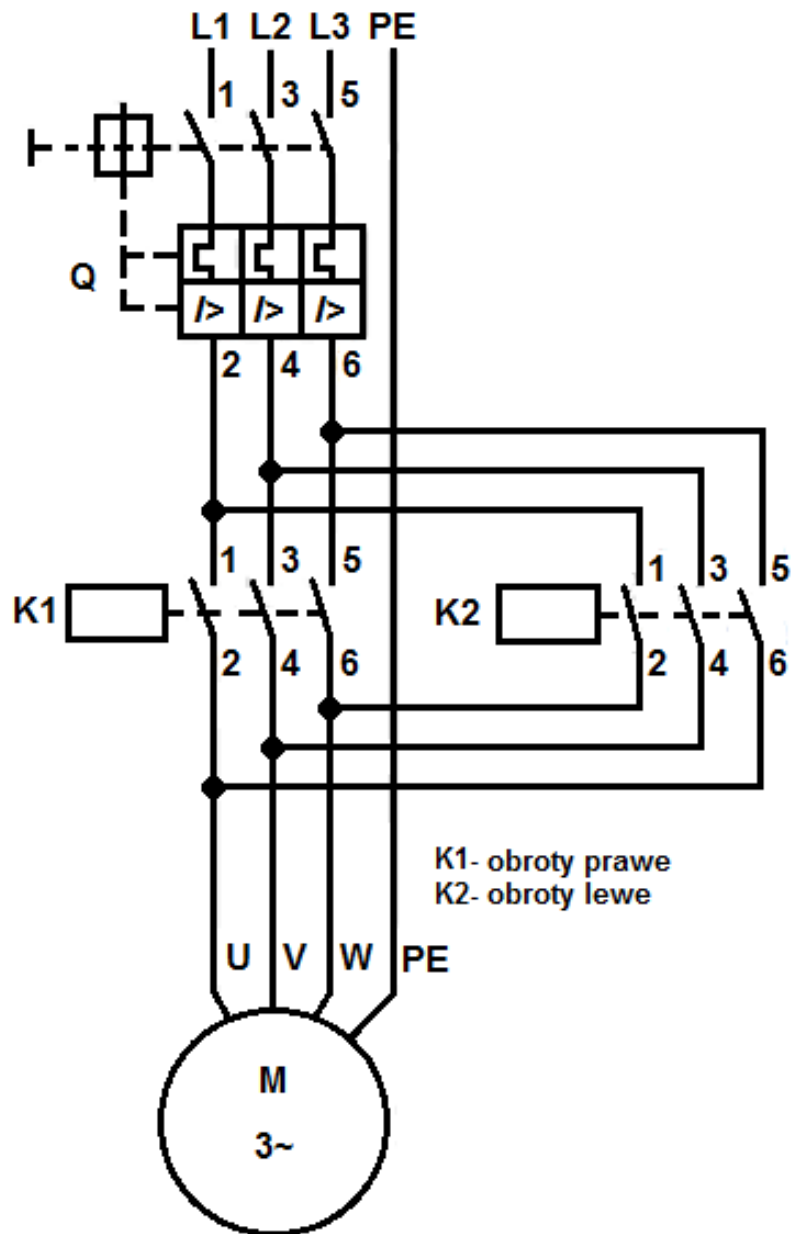 L1 L2 L3 PE
1 3 5
Q
/> /> />
2 4 6
1 3 5
1 3 5
K1
K2
2 4 6
2 4 6
K1- obroty prawe
K2- obroty lewe
U V W PE
M
3~